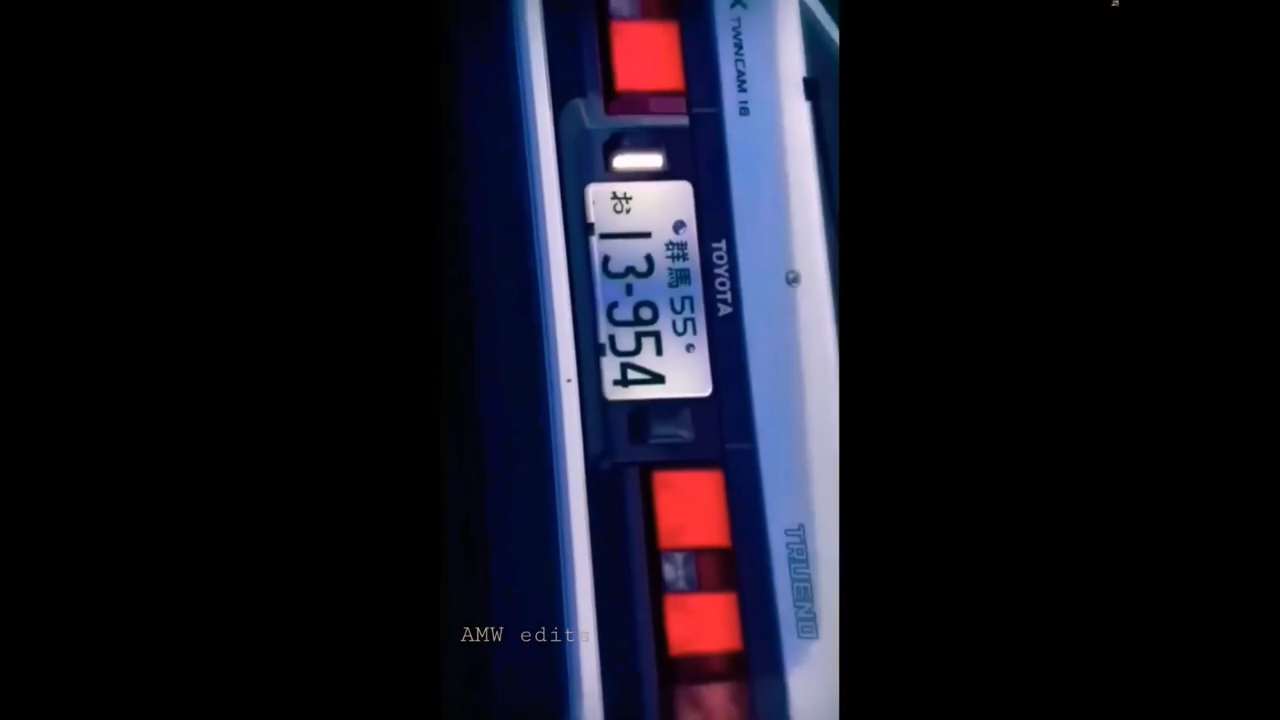 TWINCAM 16
TRUENO
TOYOTA
群馬 55
お 13-954
AMW edits